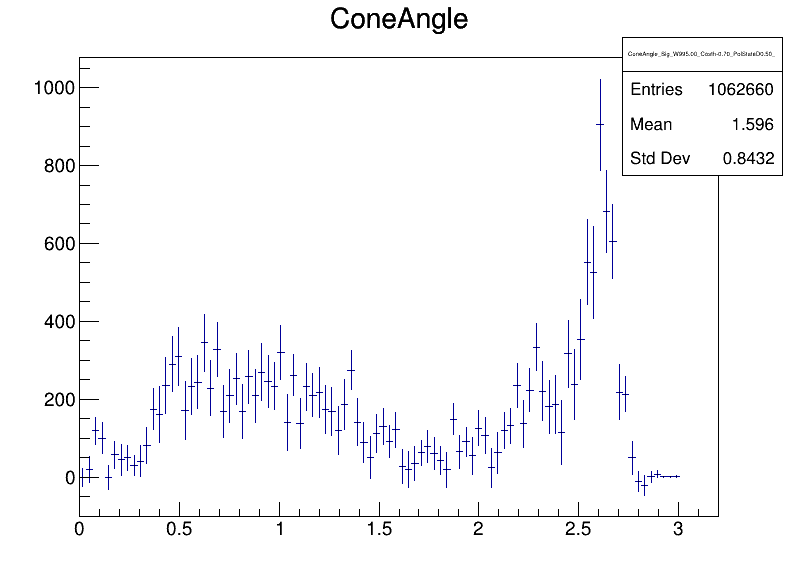 ConeAngle
ConeAngle_Sig_W995.00_Costh-0.70_PolStateD0.50_
Entries 1062660
Mean 1.596
Std Dev 0.8432
1000
800
600
400
200
0
0 0.5 1 1.5 2 2.5 3